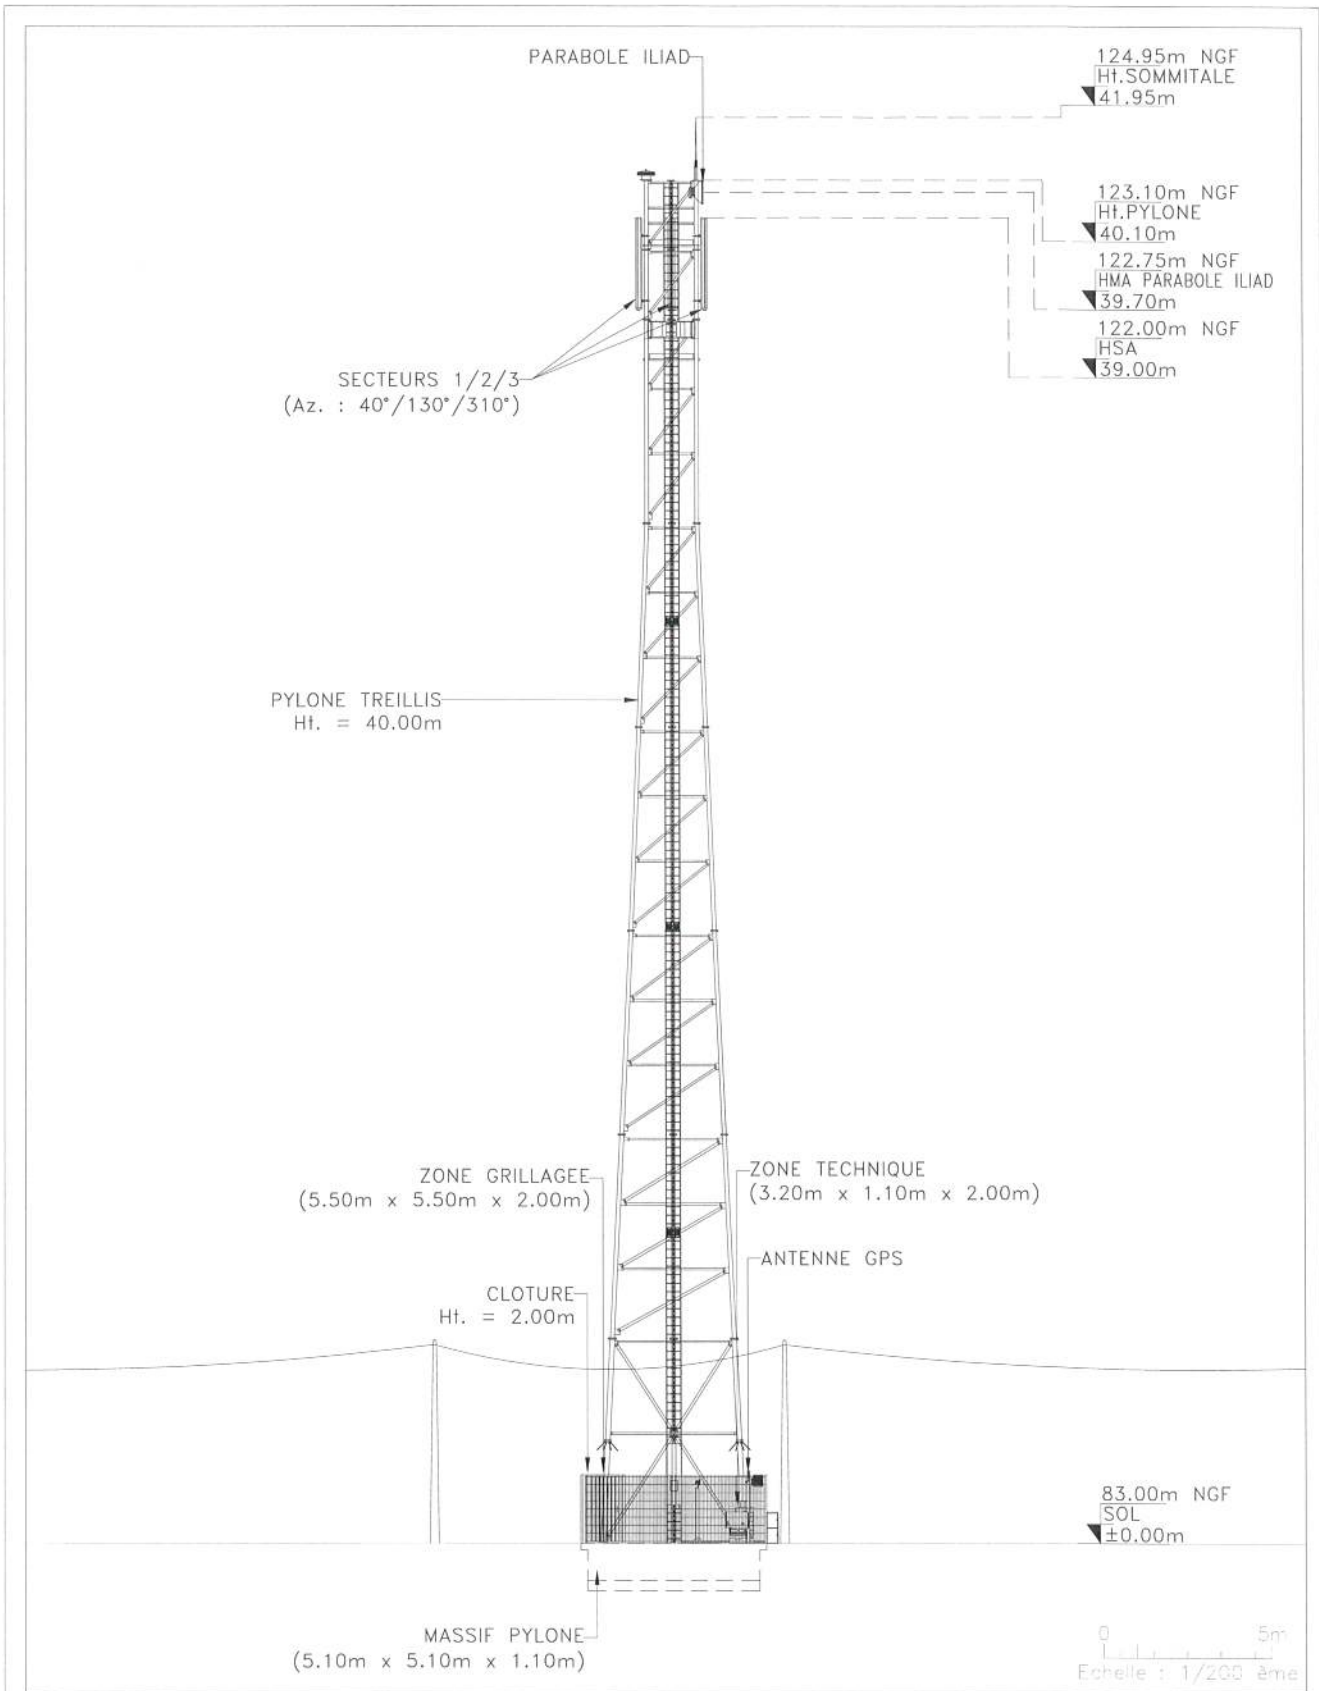 PARABOLE ILIAD
124.95m NGF
Ht.SOMMITALE
41.95m
123.10m NGF
Ht.PYLONE
40.10m
122.75m NGF
HMA PARABOLE ILIAD
39.70m
122.00m NGF
HSA
39.00m
SECTEURS 1/2/3
(Az. : 40°/130°/310°)
PYLONE TREILLIS
Ht. = 40.00m
ZONE GRILLAGEE
(5.50m x 5.50m x 2.00m)
ZONE TECHNIQUE
(3.20m x 1.10m x 2.00m)
ANTENNE GPS
CLOTURE
Ht. = 2.00m
83.00m NGF
SOL
±0.00m
MASSIF PYLONE
(5.10m x 5.10m x 1.10m)
0 5m
Echelle : 1/200 ème